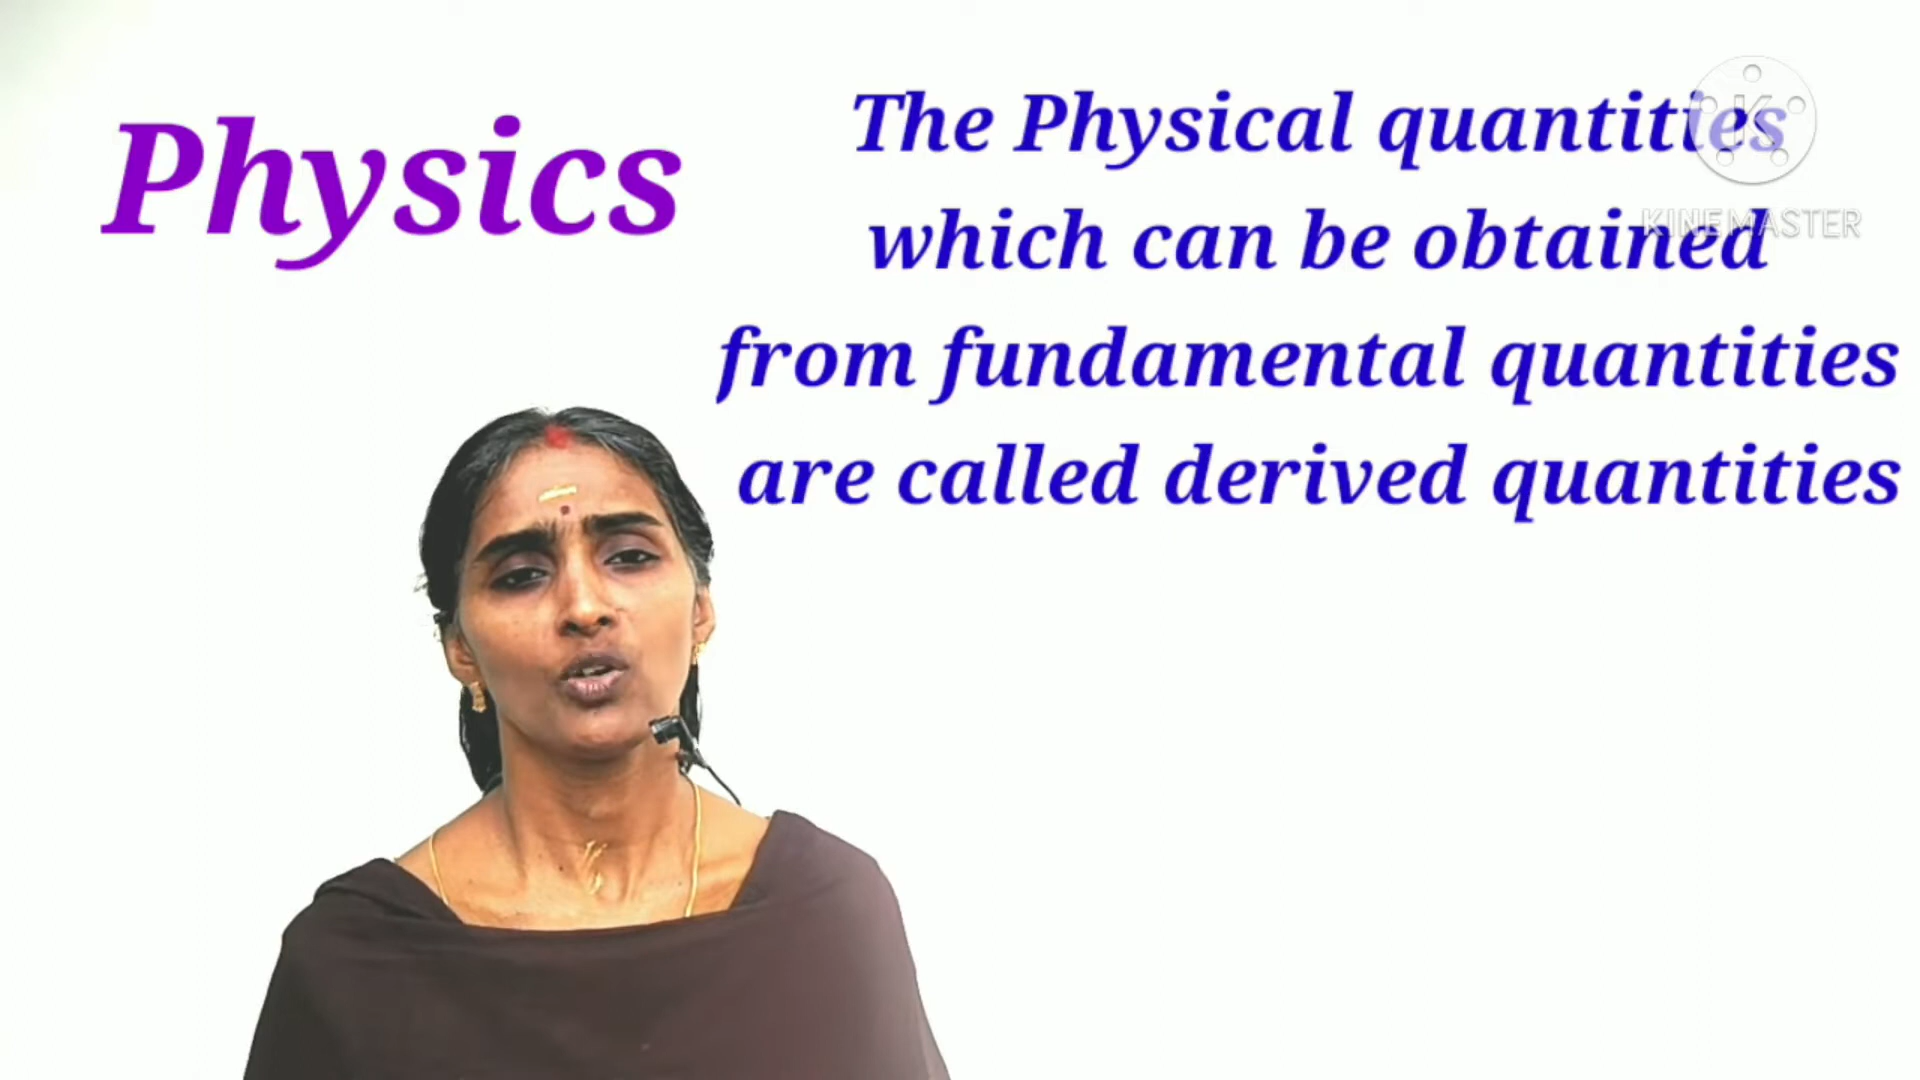 Physics
The Physical quantities
which can be obtained
from fundamental quantities
are called derived quantities
K
KINEMASTER